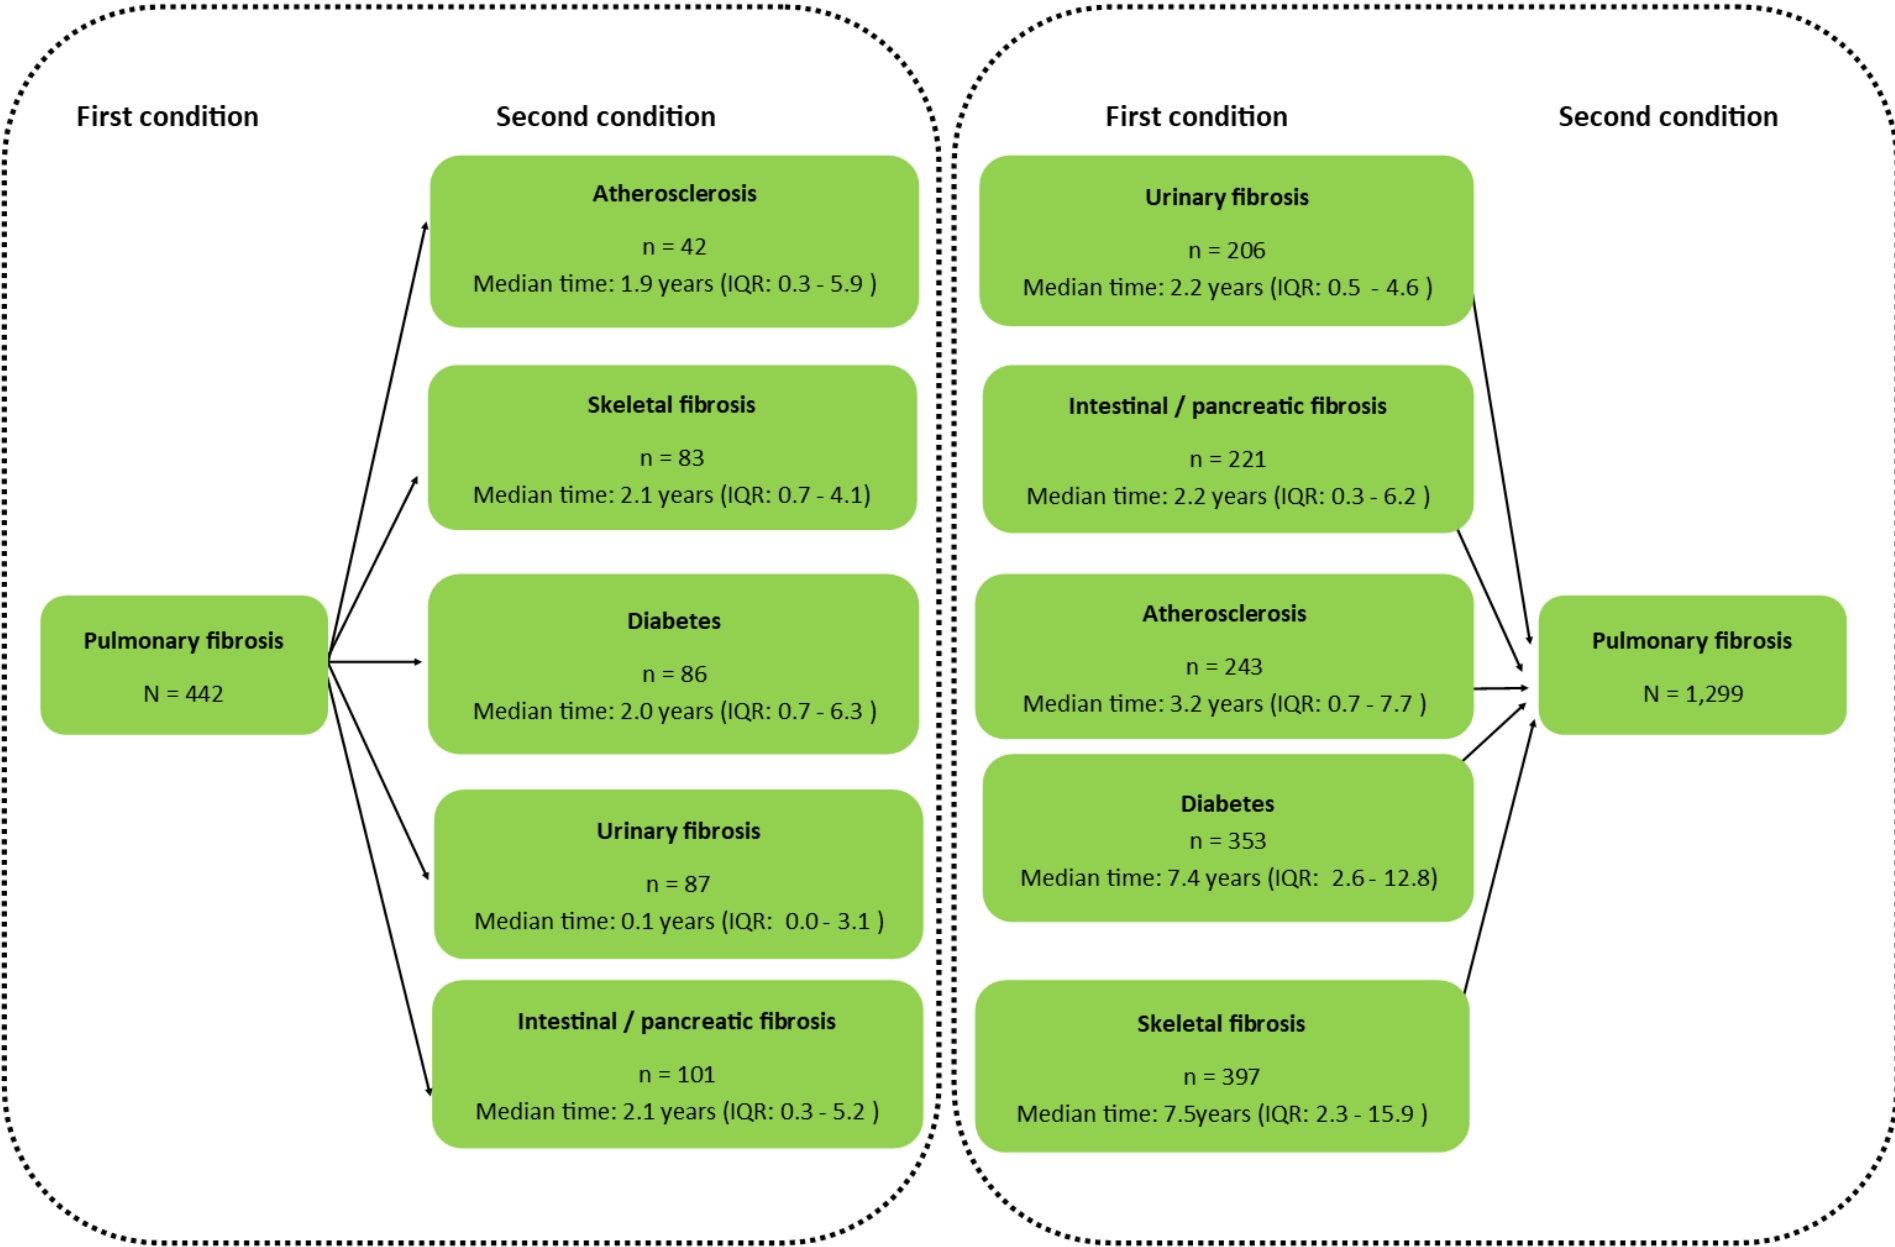 First condition
Second condition
Pulmonary fibrosis
N = 442
Atherosclerosis
n = 42
Median time: 1.9 years (IQR: 0.3 - 5.9 )
Skeletal fibrosis
n = 83
Median time: 2.1 years (IQR: 0.7 - 4.1)
Diabetes
n = 86
Median time: 2.0 years (IQR: 0.7 - 6.3 )
Urinary fibrosis
n = 87
Median time: 0.1 years (IQR:  0.0 - 3.1 )
Intestinal / pancreatic fibrosis
n = 101
Median time: 2.1 years (IQR: 0.3 - 5.2 )
First condition
Second condition
Urinary fibrosis
n = 206
Median time: 2.2 years (IQR: 0.5  - 4.6 )
Intestinal / pancreatic fibrosis
n = 221
Median time: 2.2 years (IQR: 0.3 - 6.2 )
Atherosclerosis
n = 243
Median time: 3.2 years (IQR: 0.7 - 7.7 )
Diabetes
n = 353
Median time: 7.4 years (IQR:  2.6 - 12.8)
Skeletal fibrosis
n = 397
Median time: 7.5years (IQR: 2.3 - 15.9 )
Pulmonary fibrosis
N = 1,299